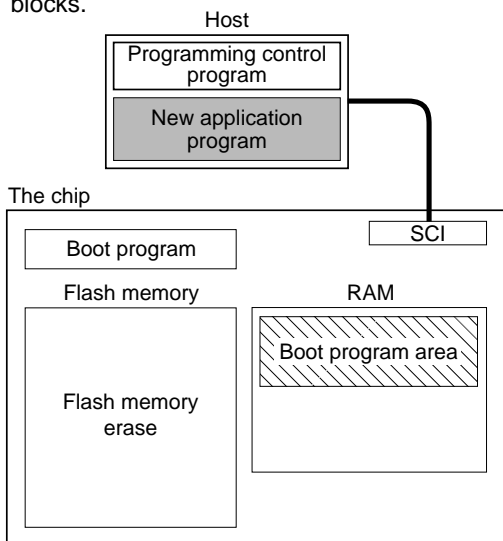 blocks.
Host
Programming control
program
New application
program
The chip
SCI
Boot program
Flash memory
RAM
Boot program area
Flash memory
erase